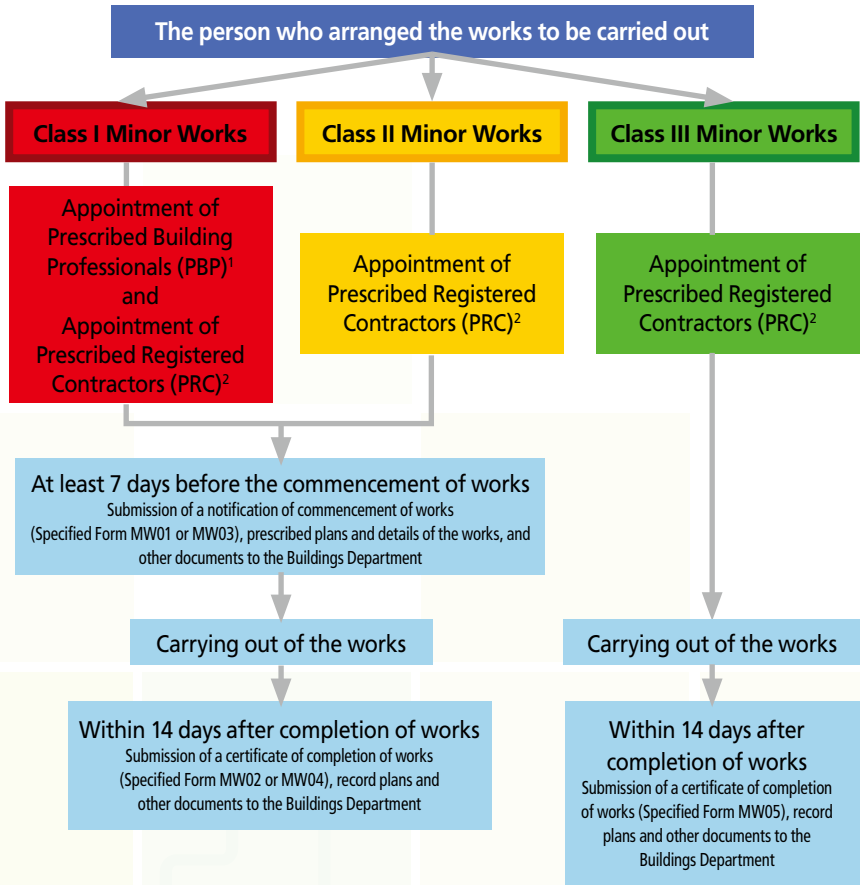 The person who arranged the works to be carried out
Class I Minor Works
Class II Minor Works
Class III Minor Works
Appointment of
Prescribed Building
Professionals (PBP)¹
and
Appointment of
Prescribed Registered
Contractors (PRC)²
Appointment of
Prescribed Registered
Contractors (PRC)²
Appointment of
Prescribed Registered
Contractors (PRC)²
At least 7 days before the commencement of works
Submission of a notification of commencement of works
(Specified Form MW01 or MW03), prescribed plans and details of the works, and
other documents to the Buildings Department
Carrying out of the works
Carrying out of the works
Within 14 days after completion of works
Submission of a certificate of completion of works
(Specified Form MW02 or MW04), record plans and
other documents to the Buildings Department
Within 14 days after
completion of works
Submission of a certificate of completion
of works (Specified Form MW05), record
plans and other documents to the
Buildings Department